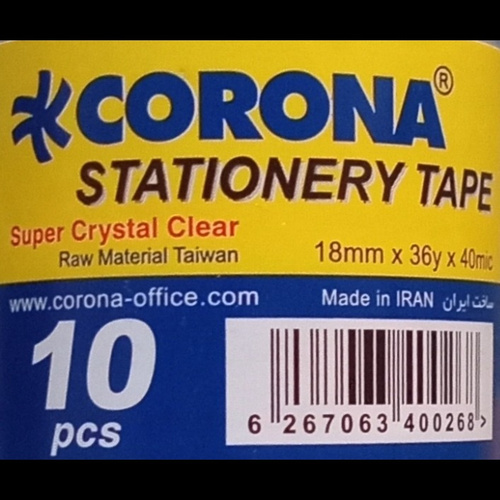 CORONA®
STATIONERY TAPE
Super Crystal Clear
Raw Material Taiwan
18mm x 36y x 40mic
www.corona-office.com
Made in IRAN ساخت ایران
10
pcs
6 267063 400268 >